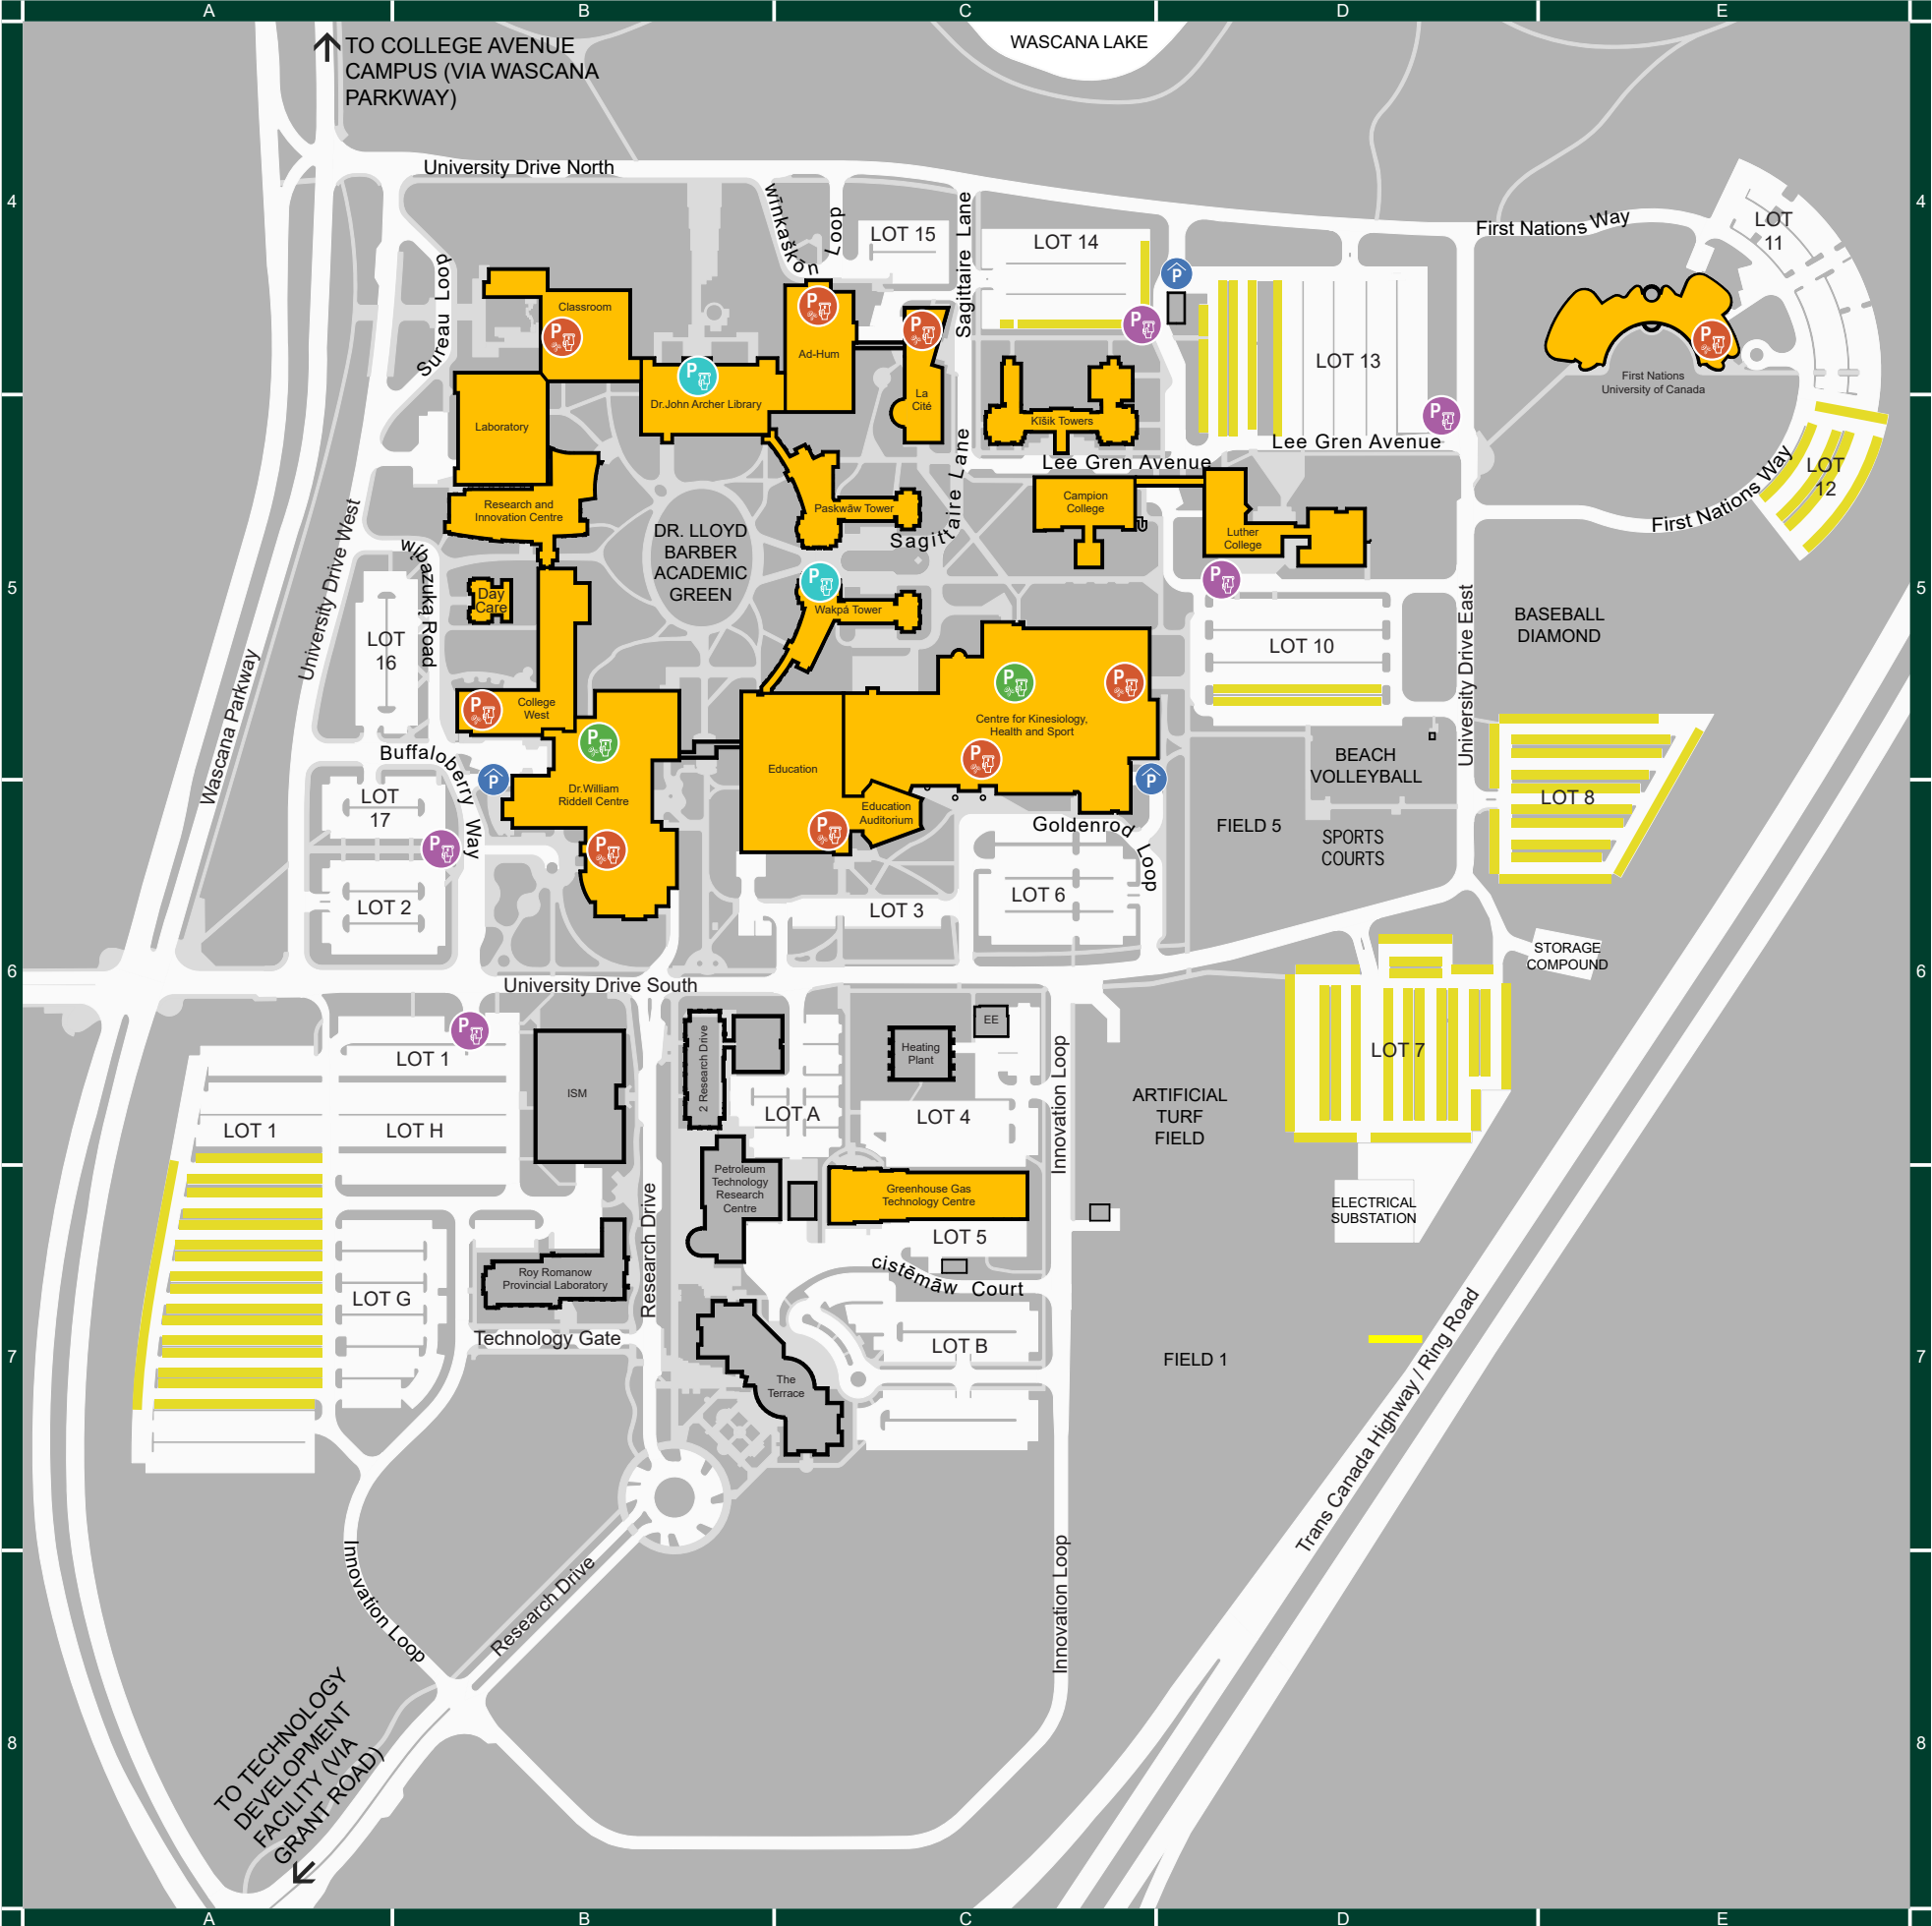 A
B
C
D
E
WASCANA LAKE
TO COLLEGE AVENUE
CAMPUS (VIA WASCANA
PARKWAY)
University Drive North
4
4
First Nations Way
LOT
11
wīnkaškōn
Loop
LOT 15
Sagittaire Lane
LOT 14
Sureau Loop
Classroom
P
P
P
P
P
P
P
Ad-Hum
LOT 13
Dr.John Archer Library
La
Cité
First Nations
University of Canada
P
P
Kīšik Towers
Laboratory
Lee Gren Avenue
Lee Gren Avenue
LOT
12
First Nations Way
Research and
Innovation Centre
Paskwāw Tower
Sagittaire Lane
Campion
College
Luther
College
DR. LLOYD
BARBER
ACADEMIC
GREEN
University Drive West
wíbazuka Road
Day
Care
P
P
5
5
Wakpá Tower
BASEBALL
DIAMOND
LOT
16
LOT 10
University Drive East
Wascana Parkway
P
College
West
P
P
P
Centre for Kinesiology,
Health and Sport
P
Buffaloberry Way
P
Education
P
BEACH
VOLLEYBALL
LOT
17
Dr.William
Riddell Centre
Education
Auditorium
LOT 8
P
P
P
Goldenrod Loop
FIELD 5
SPORTS
COURTS
LOT 2
LOT 3
LOT 6
STORAGE
COMPOUND
6
6
University Drive South
P
LOT 1
2 Research Drive
EE
Heating
Plant
Innovation Loop
LOT 7
ISM
LOT A
LOT 4
ARTIFICIAL
TURF
FIELD
LOT 1
LOT H
Petroleum
Technology
Research
Centre
Greenhouse Gas
Technology Centre
ELECTRICAL
SUBSTATION
Research Drive
LOT 5
cistēmāw Court
Roy Romanow
Provincial Laboratory
LOT G
Technology Gate
LOT B
FIELD 1
7
7
The
Terrace
Trans Canada Highway / Ring Road
Innovation Loop
Research Drive
Innovation Loop
TO TECHNOLOGY
DEVELOPMENT
FACILITY (VIA
GRANT ROAD)
8
8
A
B
C
D
E